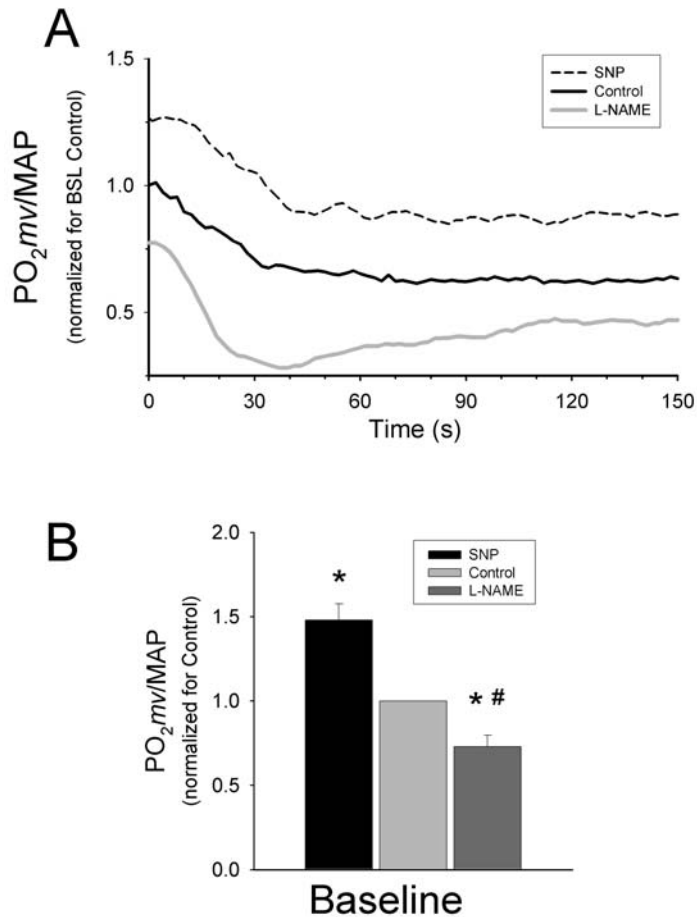 A
PO₂mv/MAP
(normalized for BSL Control)
1.5
1.0
0.5
SNP
Control
L-NAME
0 30 60 90 120 150
Time (s)
B
PO₂mv/MAP
(normalized for Control)
2.0
1.5
1.0
0.5
0.0
SNP
Control
L-NAME
*
* #
Baseline